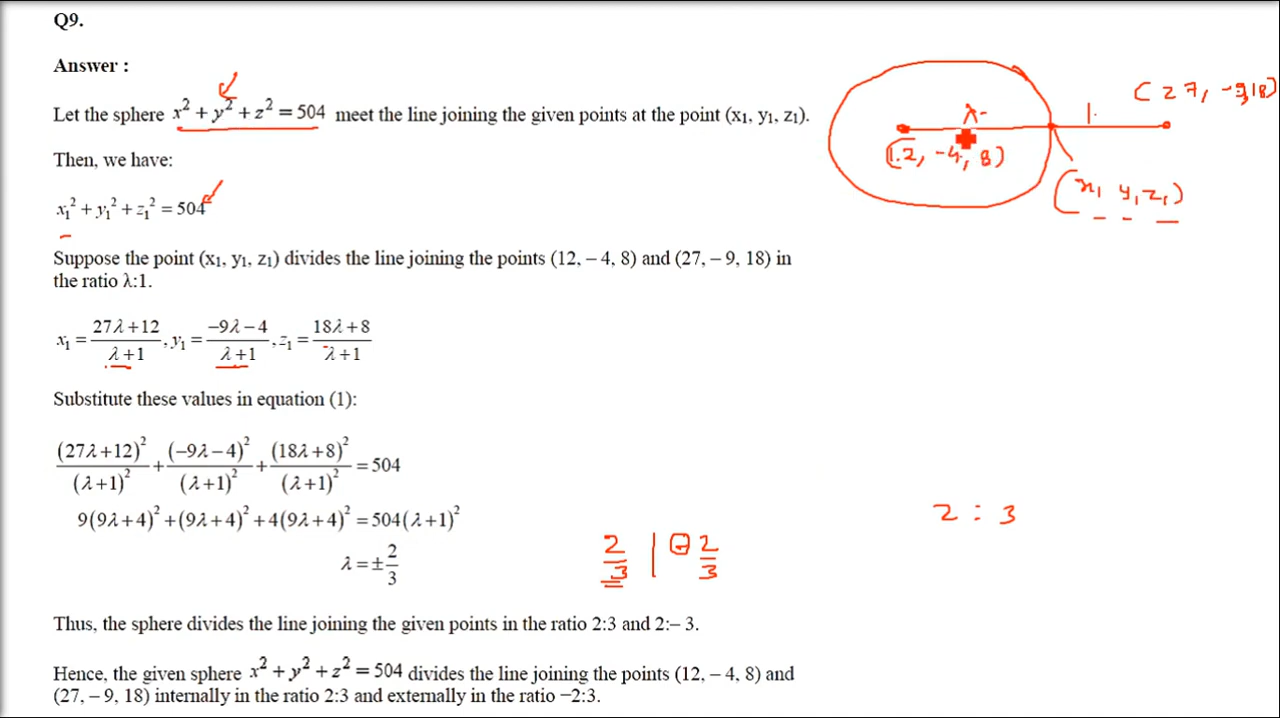 Q9.
Answer :
Let the sphere x² + y² + z² = 504 meet the line joining the given points at the point (x₁, y₁, z₁).
Then, we have:
x₁² + y₁² + z₁² = 504
Suppose the point (x₁, y₁, z₁) divides the line joining the points (12, – 4, 8) and (27, – 9, 18) in
the ratio λ:1.
x₁ = (27λ+12)/(λ+1), y₁ = (−9λ−4)/(λ+1), z₁ = (18λ+8)/(λ+1)
Substitute these values in equation (1):
(27λ+12)²/(λ+1)² + (−9λ−4)²/(λ+1)² + (18λ+8)²/(λ+1)² = 504
9(9λ+4)² + (9λ+4)² + 4(9λ+4)² = 504(λ+1)²
λ = ± 2/3
Thus, the sphere divides the line joining the given points in the ratio 2:3 and 2:– 3.
Hence, the given sphere x² + y² + z² = 504 divides the line joining the points (12, – 4, 8) and
(27, – 9, 18) internally in the ratio 2:3 and externally in the ratio −2:3.
(27, -9,18)
λ
1
(12, -4, 8)
(x₁ y₁ z₁)
2 : 3
2/3 | - 2/3